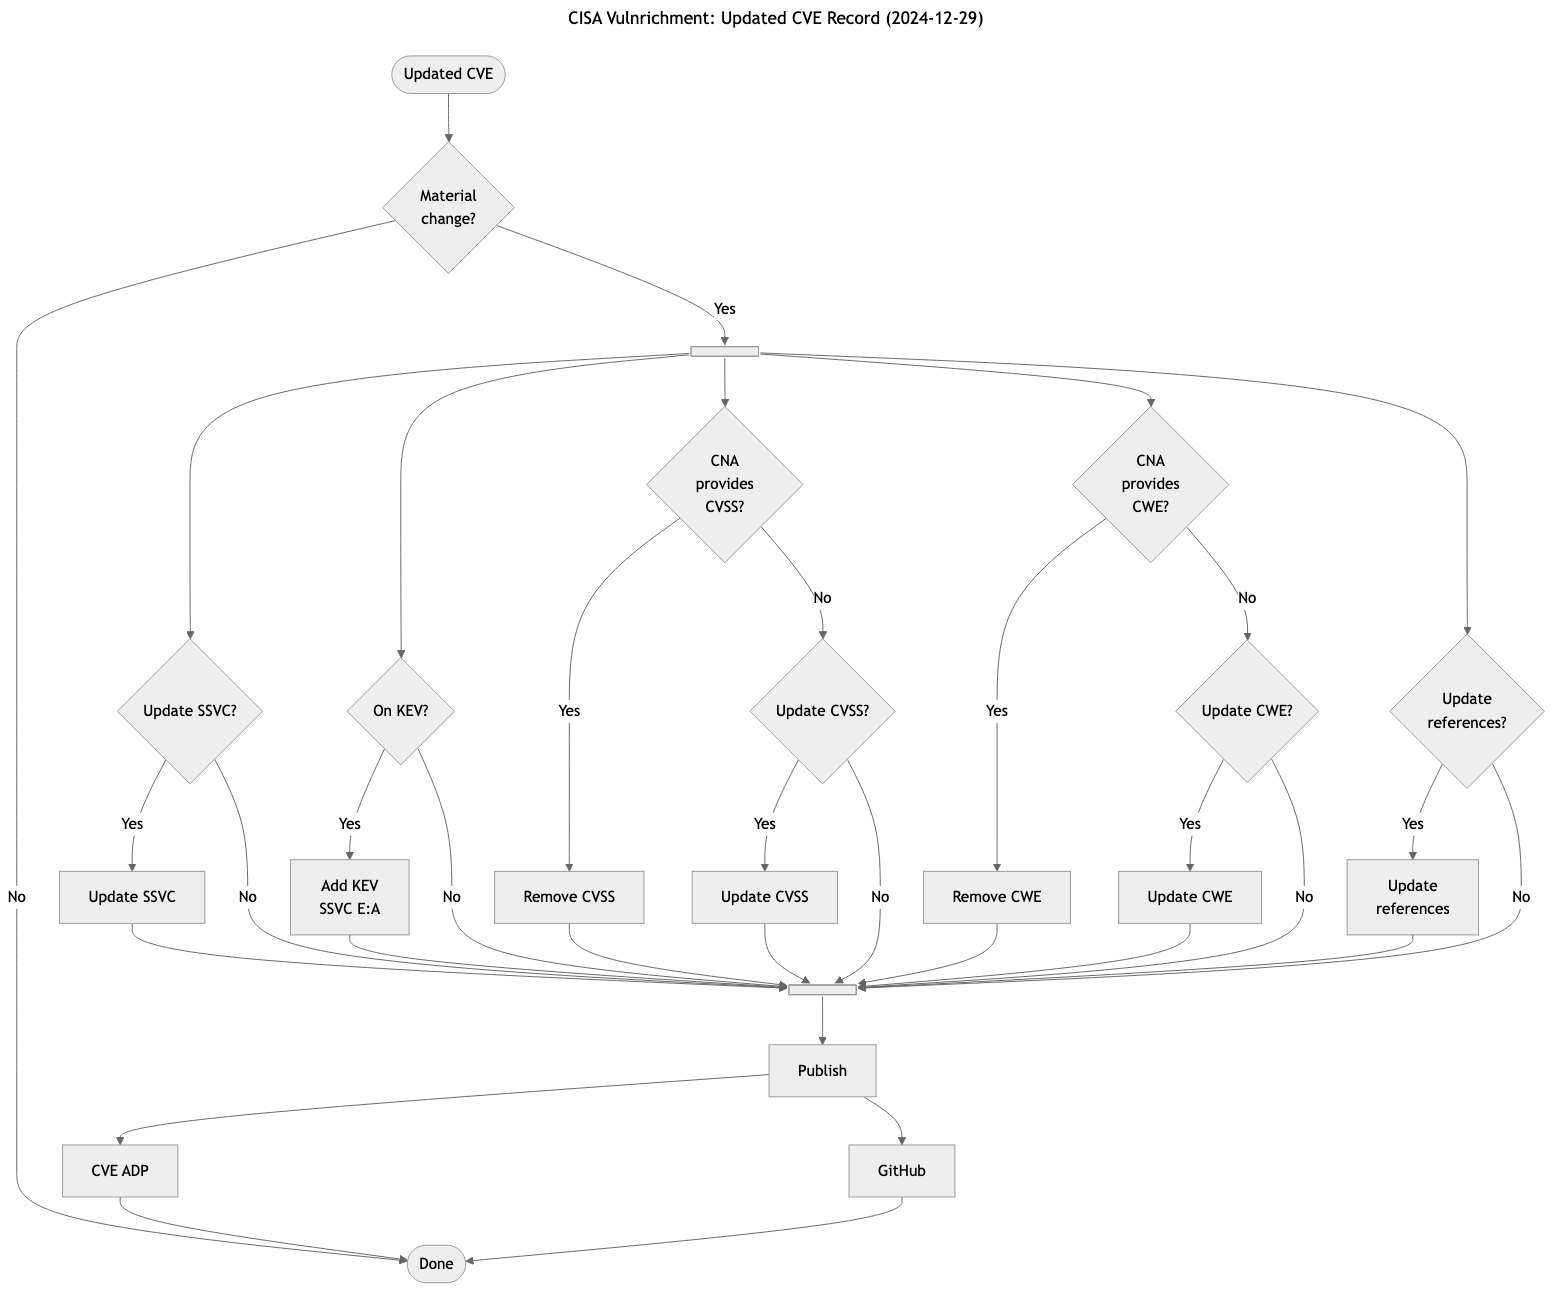 CISA Vulnrichment: Updated CVE Record (2024-12-29)
Updated CVE
Material
change?
Yes
CNA
provides
CVSS?
CNA
provides
CWE?
No
No
Update SSVC?
On KEV?
Yes
Update CVSS?
Yes
Update CWE?
Update
references?
Yes
Yes
Yes
Yes
Yes
No
Update SSVC
No
Add KEV
SSVC E:A
No
Remove CVSS
Update CVSS
No
Remove CWE
Update CWE
No
Update
references
No
Publish
CVE ADP
GitHub
Done